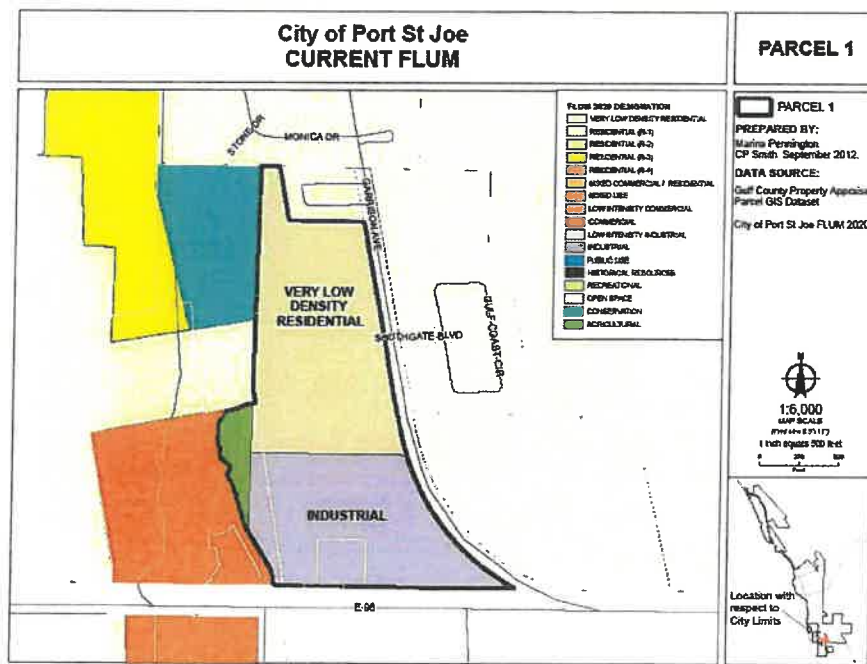 City of Port St Joe
CURRENT FLUM
PARCEL 1
STONE DR
MONICA DR
GARRISON AVE
VERY LOW
DENSITY
RESIDENTIAL
SOUTHGATE BLVD
GULF COAST CIR
INDUSTRIAL
E 98
FLUM 2020 DESIGNATION
VERY LOW DENSITY RESIDENTIAL
RESIDENTIAL (R-1)
RESIDENTIAL (R-2)
RESIDENTIAL (R-3)
RESIDENTIAL (R-4)
MIXED COMMERCIAL / RESIDENTIAL
MIXED USE
LOW INTENSITY COMMERCIAL
COMMERCIAL
LOW INTENSITY INDUSTRIAL
INDUSTRIAL
PUBLIC USE
HISTORICAL RESOURCES
RECREATIONAL
OPEN SPACE
CONSERVATION
AGRICULTURAL
PARCEL 1
PREPARED BY:
Marina Pennington
CP Smith September 2012.
DATA SOURCE:
Gulf County Property Appraise
Parcel GIS Dataset
City of Port St Joe FLUM 2020
N
1:6,000
MAP SCALE
1 inch equals 500 feet
Feet
Location with
respect to
City Limits